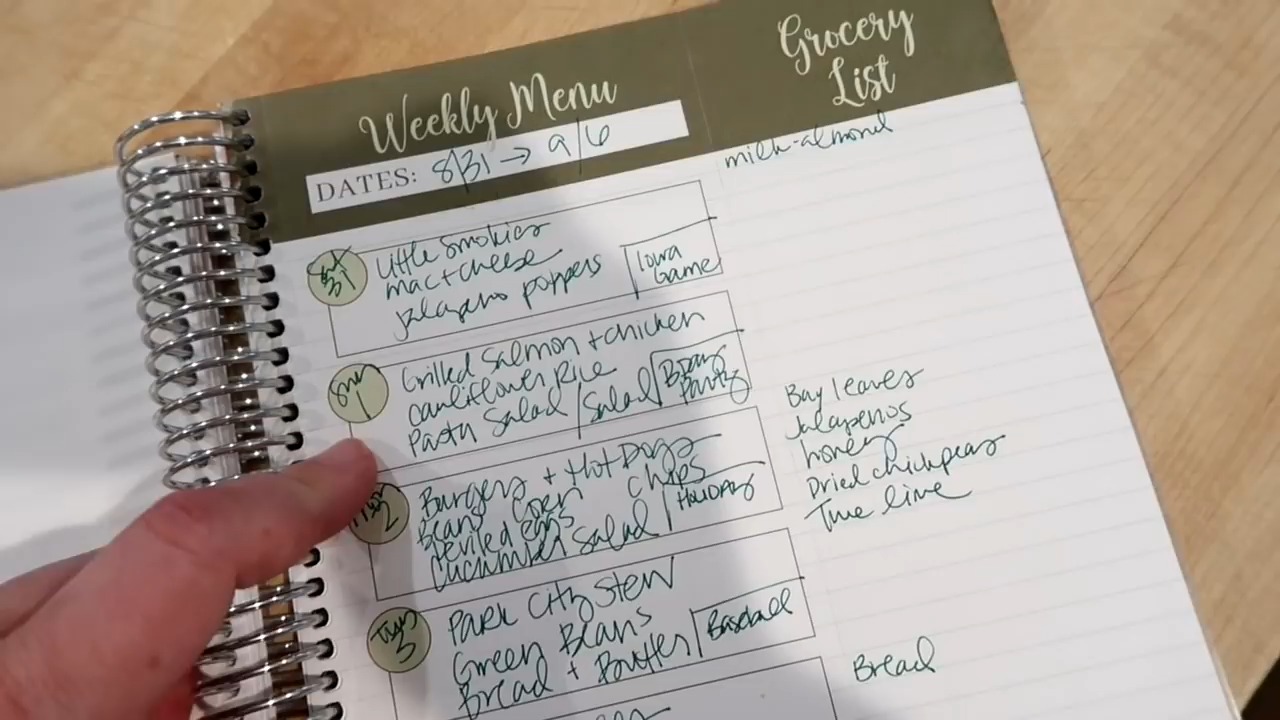 Weekly Menu
DATES: 8/31 → 9/6
Sat 31
Little Smokies
mac+cheese
jalapeno poppers
Iowa Game
Sun 1
Grilled Salmon + chicken
cauliflower Rice
Pasta Salad / Salad
Bday Party
Mon 2
Burgers + Hot Dogs
Beans Corn chips
deviled eggs
Cucumber Salad
HOLIDAY
Tues 3
PARK CITY STEW
Green Beans
Bread + Butter
Baseball
Grocery
List
milk-almond
Bay leaves
Jalapenos
honey
Dried chickpeas
True lime
Bread